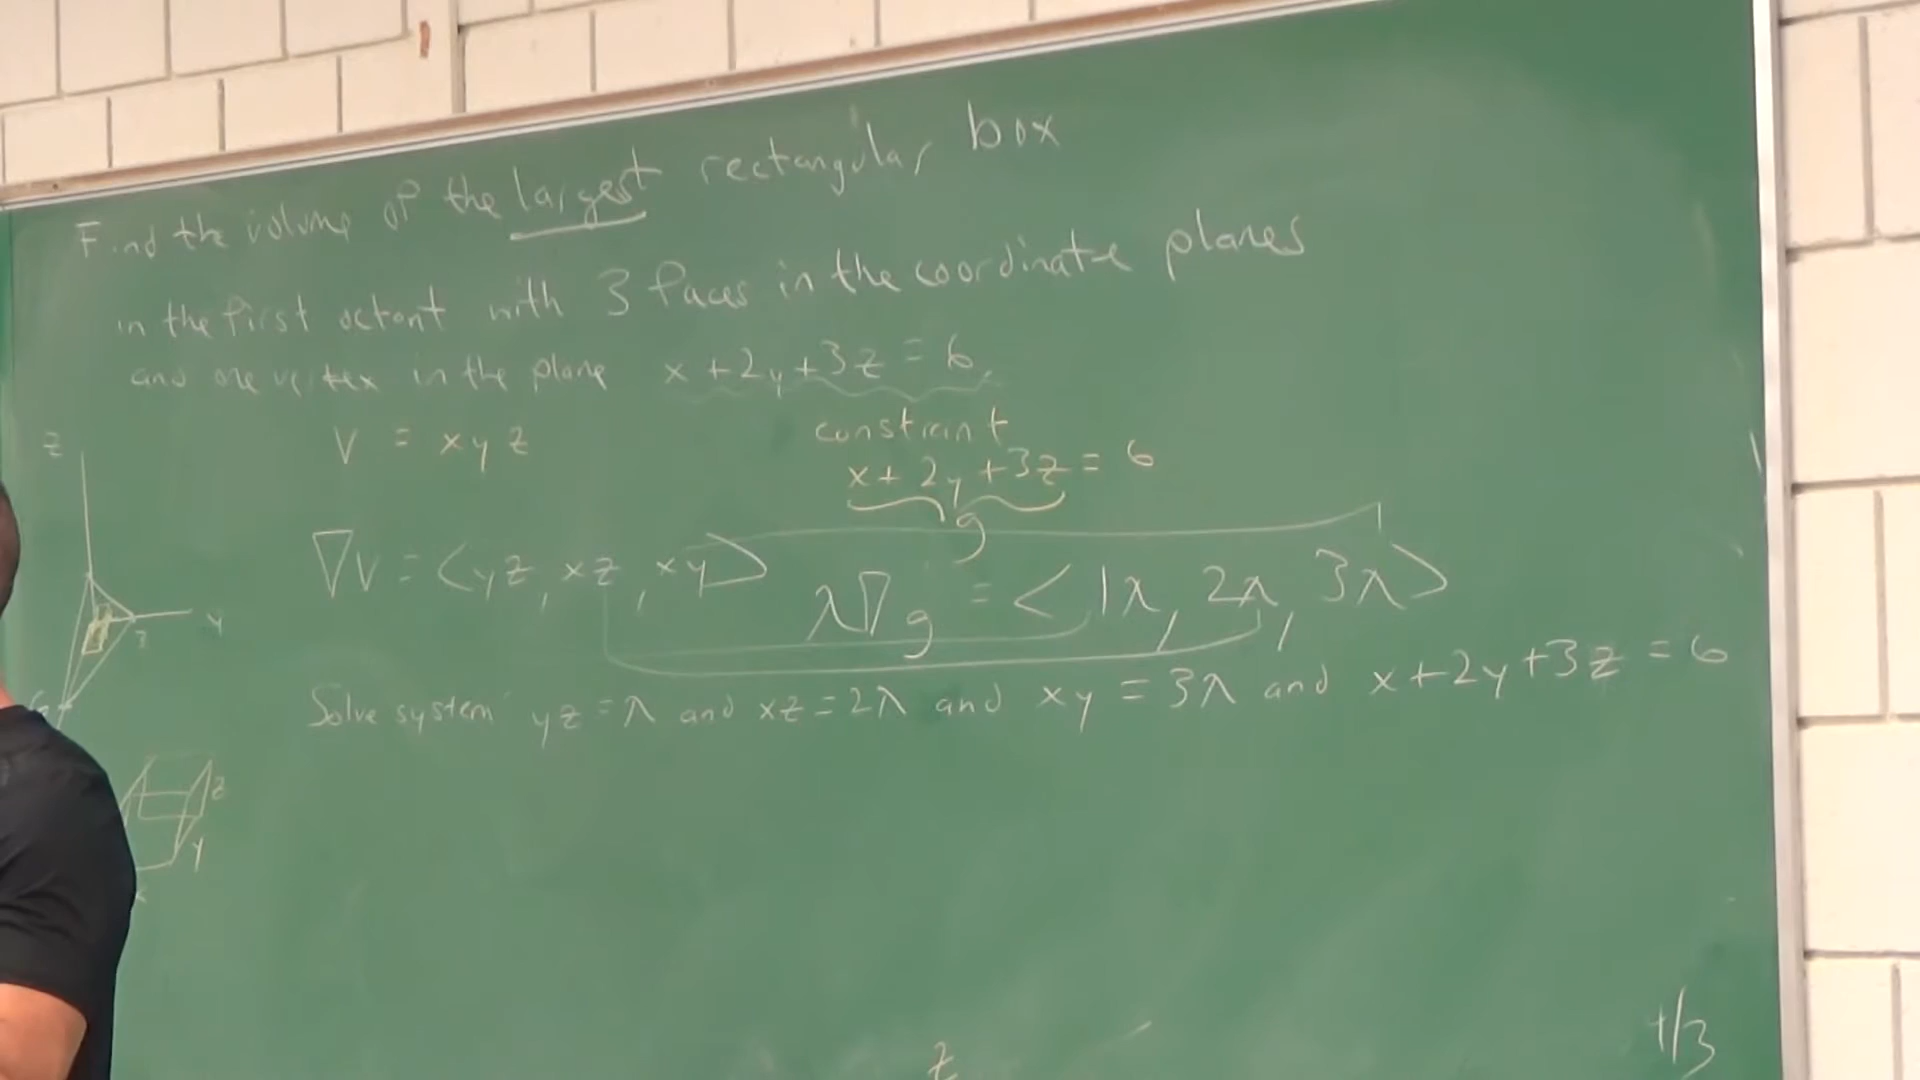 Find the volume of the largest rectangular box
in the first octant with 3 faces in the coordinate planes
and one vertex in the plane x + 2y + 3z = 6.
z
V = xyz
constraint
x + 2y + 3z = 6
g
∇V = <yz, xz, xy>
λ∇g = <1λ, 2λ, 3λ>
y
Solve system yz = λ and xz = 2λ and xy = 3λ and x + 2y + 3z = 6
z
y
x
z
1/3